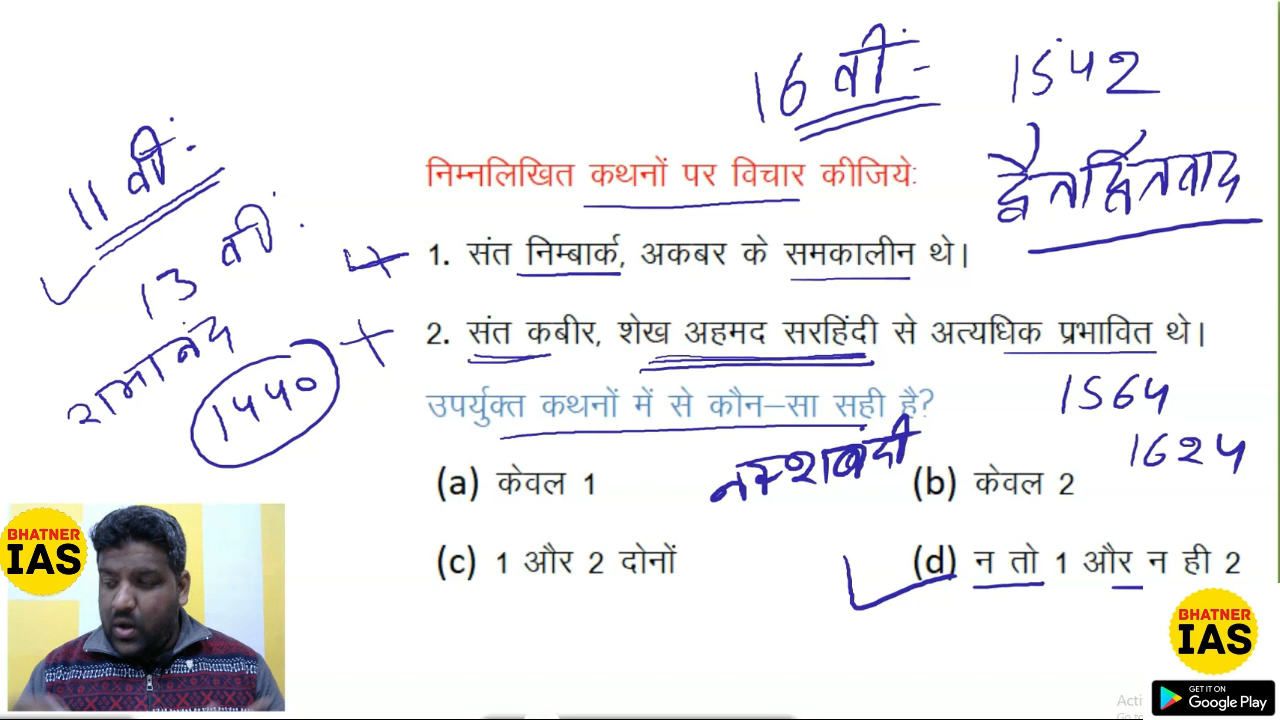 16 वीं
1542
द्वैताद्वैतवाद
11 वीं
निम्नलिखित कथनों पर विचार कीजिये:
13 वीं
1. संत निम्बार्क, अकबर के समकालीन थे।
रामानंद
2. संत कबीर, शेख अहमद सरहिंदी से अत्यधिक प्रभावित थे।
1440
उपर्युक्त कथनों में से कौन–सा सही है?
1564
1624
नक्शबंदी
(a) केवल 1
(b) केवल 2
(c) 1 और 2 दोनों
(d) न तो 1 और न ही 2
BHATNER
IAS
BHATNER
IAS
GET IT ON
Google Play
Acti